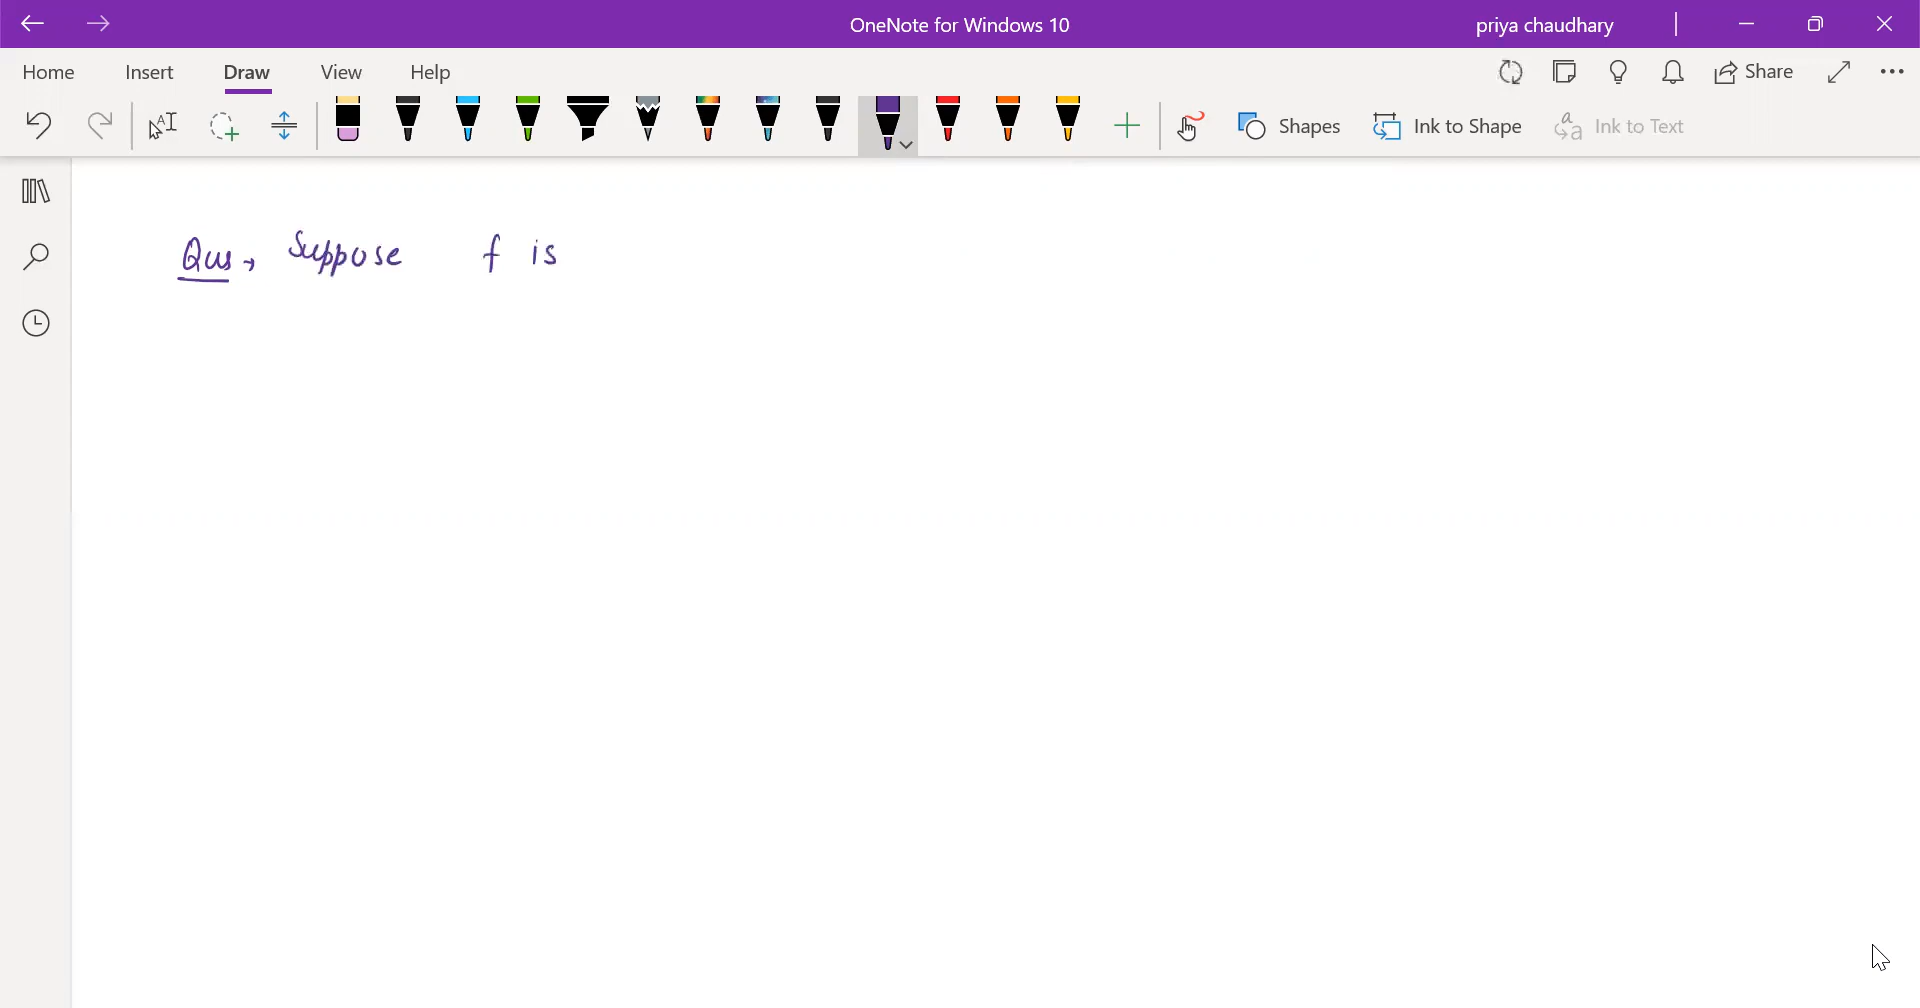 OneNote for Windows 10
priya chaudhary
Home Insert Draw View Help
Share
Shapes Ink to Shape Ink to Text
Qus → Suppose f is